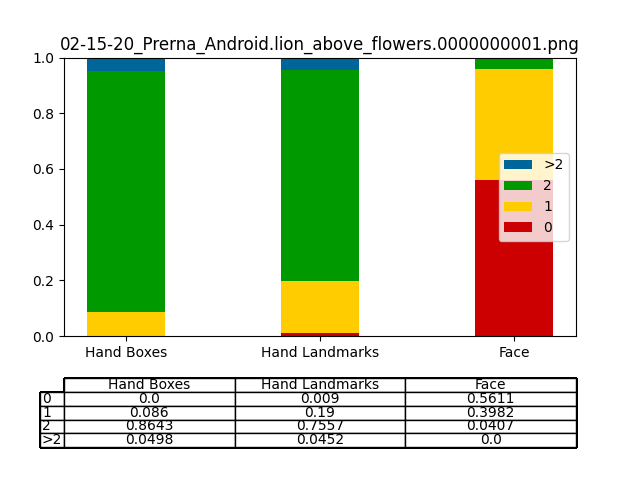 02-15-20_Prerna_Android.lion_above_flowers.0000000001.png
1.0
0.8
0.6
0.4
0.2
0.0
>2
2
1
0
Hand Boxes Hand Landmarks Face
Hand Boxes Hand Landmarks Face
0 0.0 0.009 0.5611
1 0.086 0.19 0.3982
2 0.8643 0.7557 0.0407
>2 0.0498 0.0452 0.0